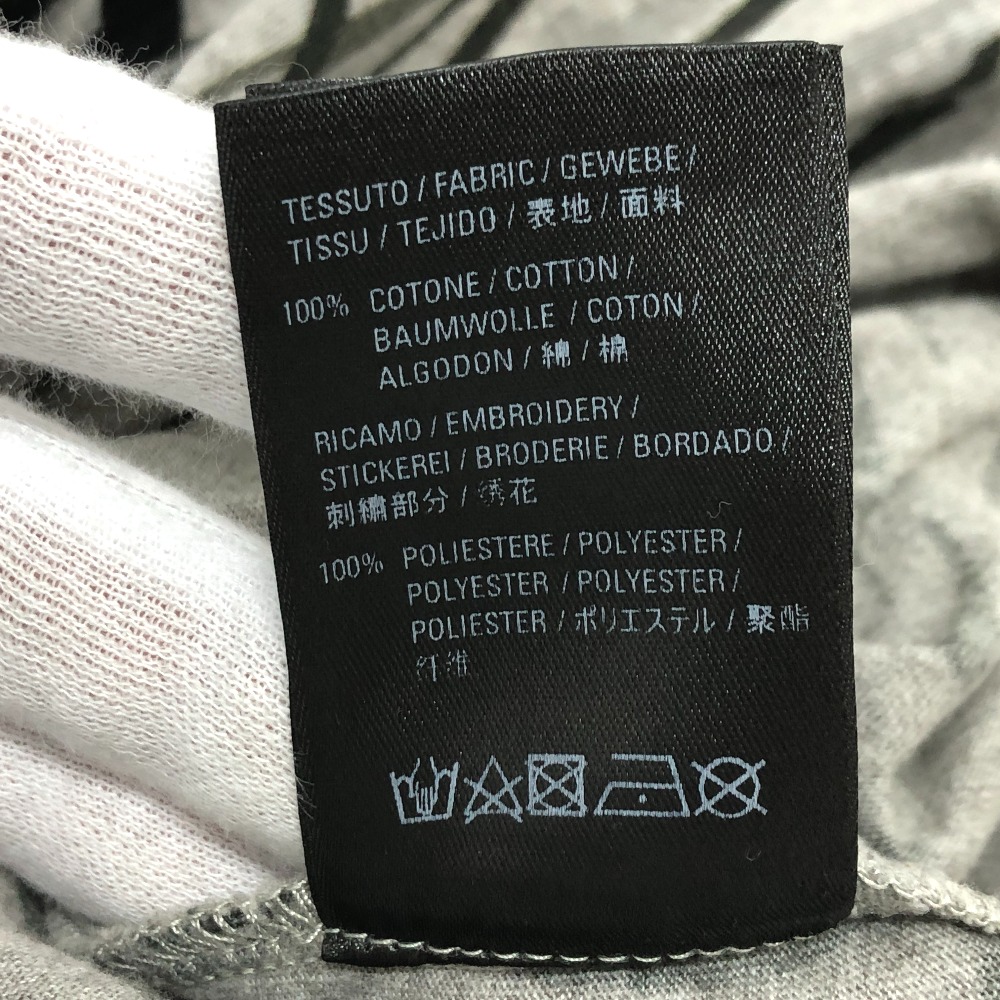 TESSUTO / FABRIC / GEWEBE /
TISSU / TEJIDO / 表地 / 面料
100% COTONE / COTTON /
BAUMWOLLE / COTON /
ALGODON / 綿 / 棉
RICAMO / EMBROIDERY /
STICKEREI / BRODERIE / BORDADO /
刺繍部分 / 绣花
100% POLIESTERE / POLYESTER /
POLYESTER / POLYESTER /
POLIESTER / ポリエステル / 聚酯
纤维